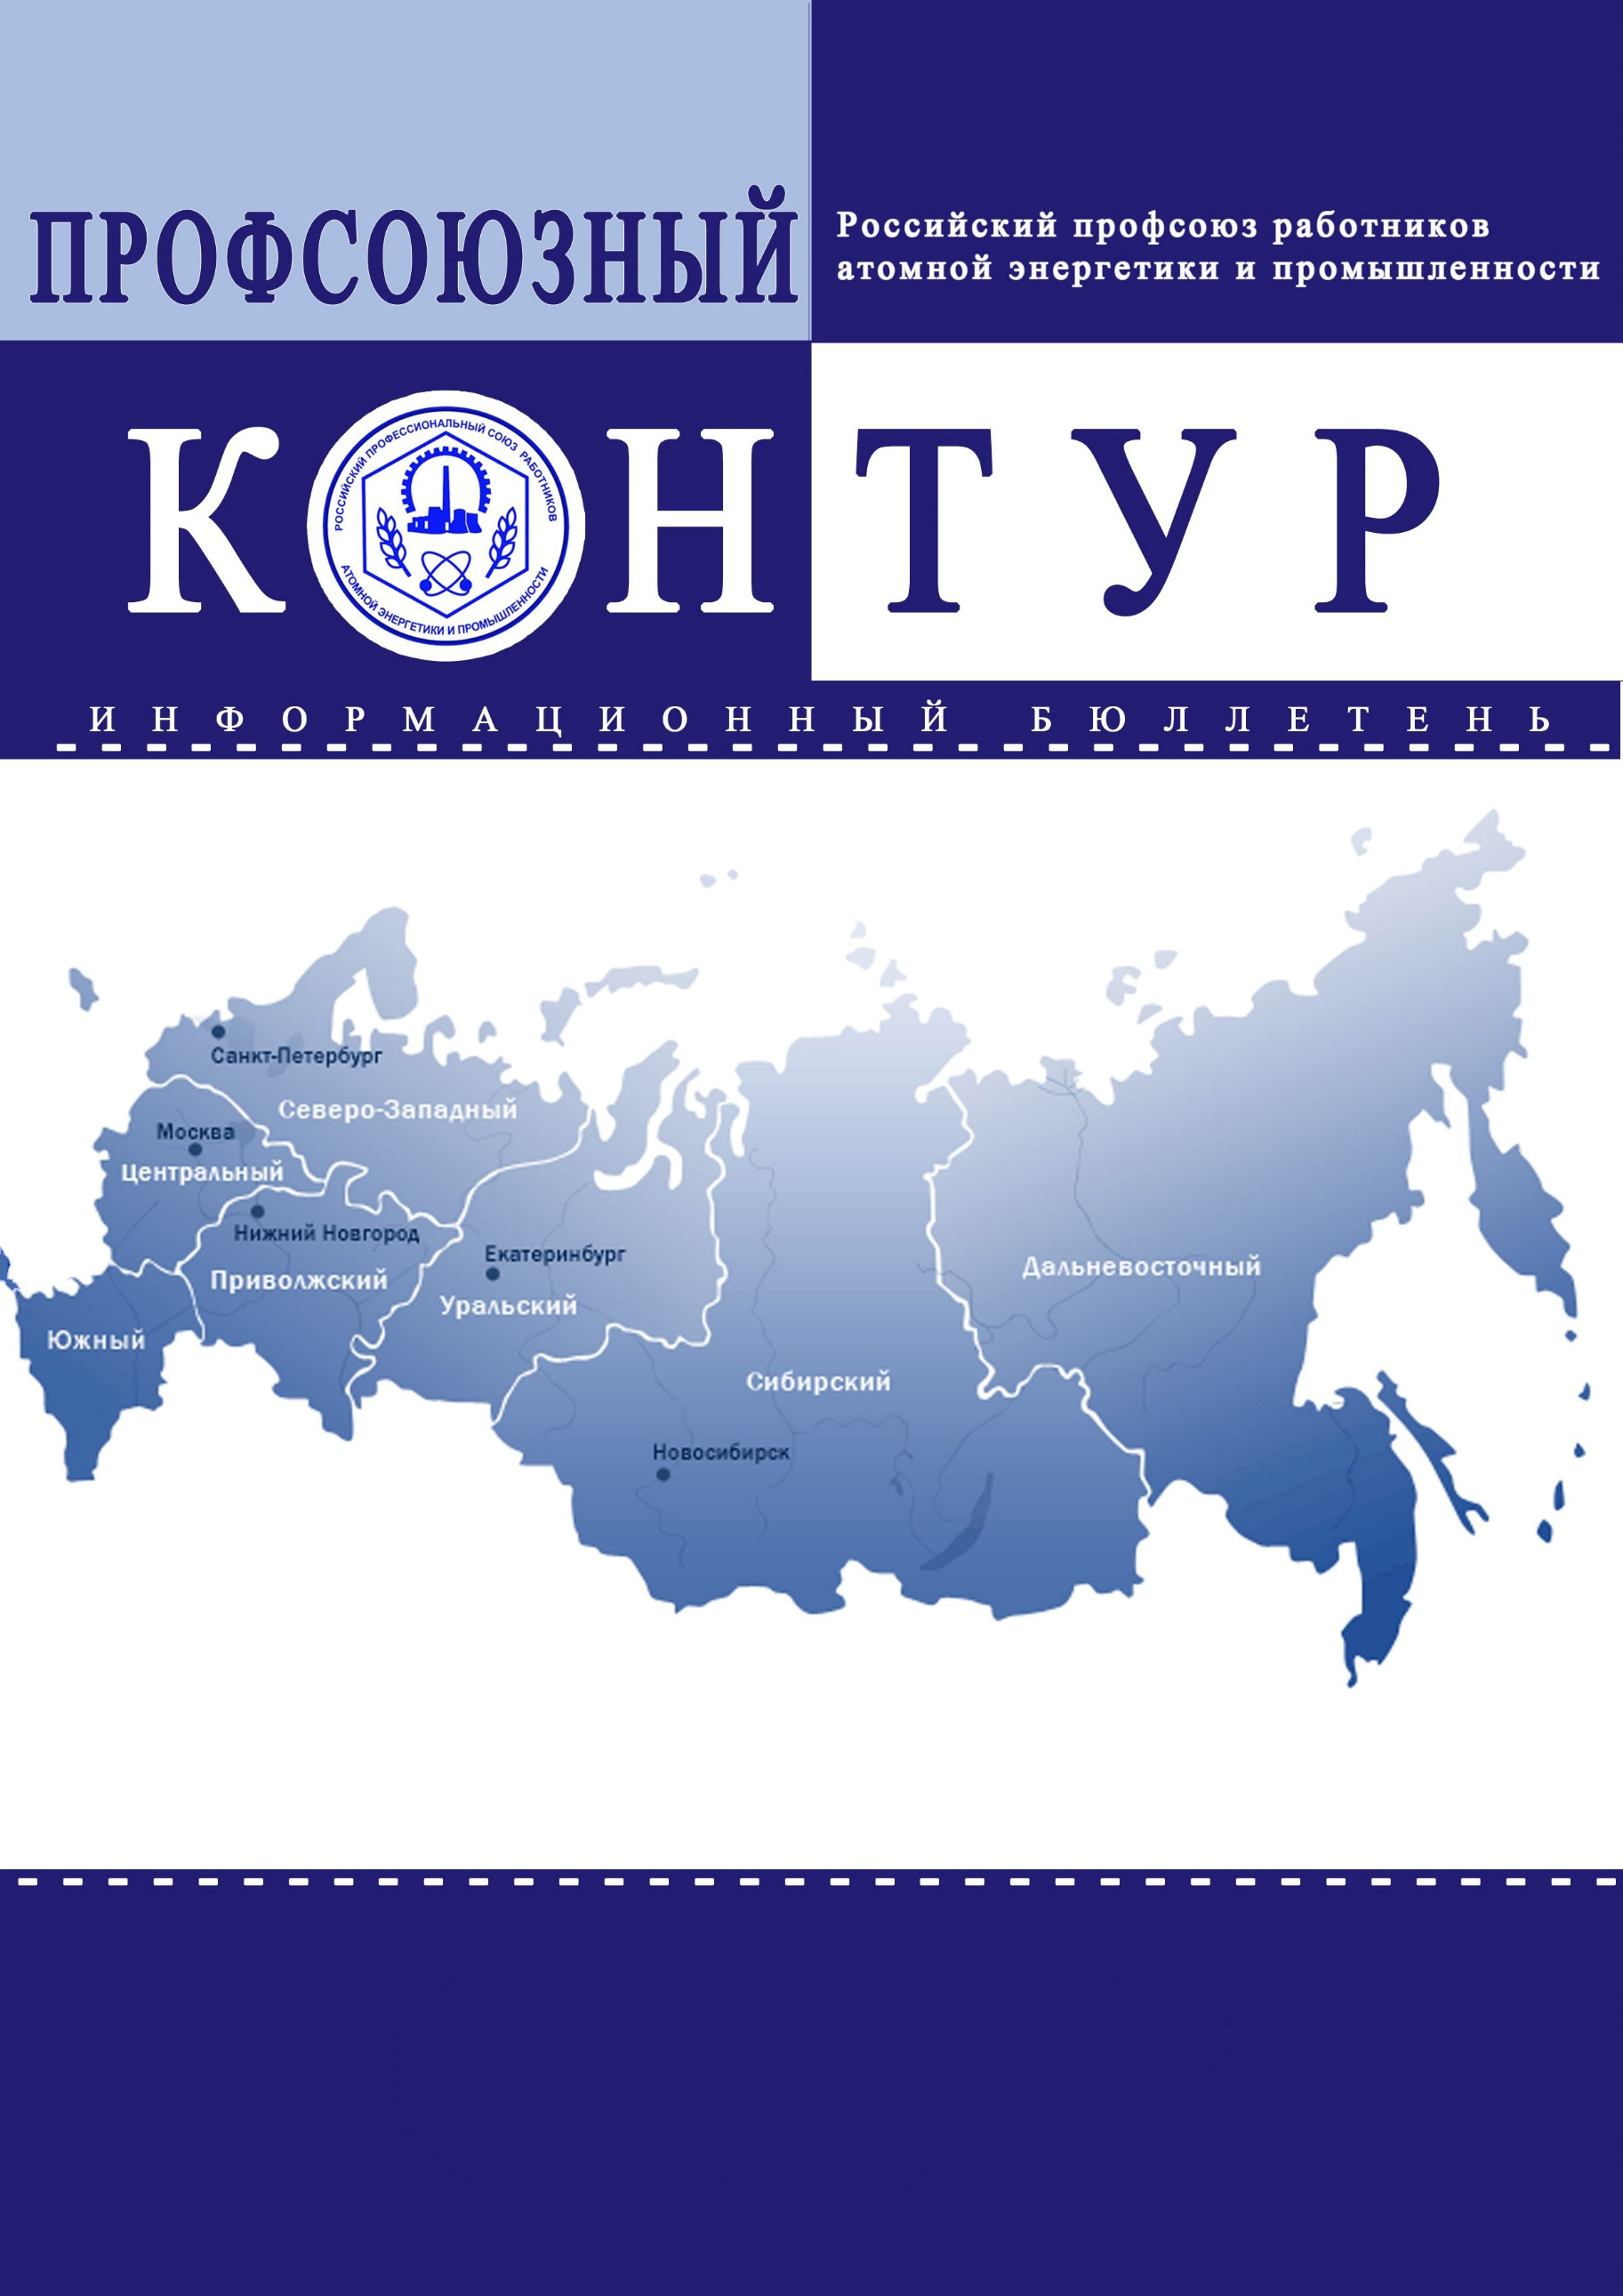 ПРОФСОЮЗНЫЙ
Российский профсоюз работников
атомной энергетики и промышленности
КОНТУР
РОССИЙСКИЙ ПРОФЕССИОНАЛЬНЫЙ СОЮЗ РАБОТНИКОВ
АТОМНОЙ ЭНЕРГЕТИКИ И ПРОМЫШЛЕННОСТИ
ИНФОРМАЦИОННЫЙ БЮЛЛЕТЕНЬ
Санкт-Петербург
Северо-Западный
Москва
Центральный
Нижний Новгород
Екатеринбург
Дальневосточный
Приволжский
Уральский
Южный
Сибирский
Новосибирск